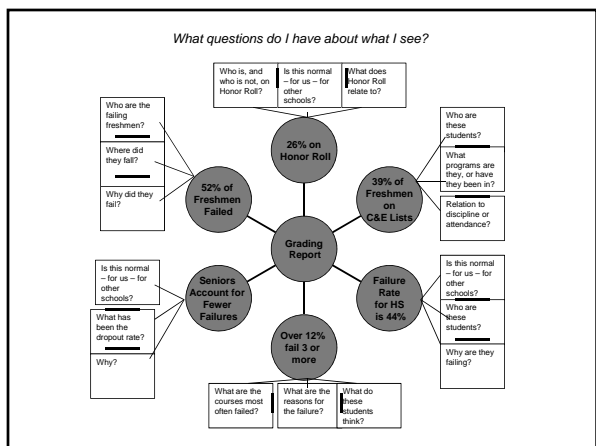 What questions do I have about what I see?
Who is, and
who is not, on
Honor Roll?
Is this normal
– for us – for
other
schools?
What does
Honor Roll
relate to?
Who are the
failing
freshmen?
Where did
they fall?
Why did they
fail?
26% on
Honor Roll
Who are
these
students?
What
programs are
they, or have
they been in?
Relation to
discipline or
attendance?
52% of
Freshmen
Failed
39% of
Freshmen
on
C&E Lists
Grading
Report
Is this normal
– for us – for
other
schools?
What has
been the
dropout rate?
Why?
Seniors
Account for
Fewer
Failures
Failure
Rate
for HS
is 44%
Is this normal
– for us – for
other
schools?
Who are
these
students?
Why are they
failing?
Over 12%
fail 3 or
more
What are the
courses most
often failed?
What are the
reasons for
the failure?
What do
these
students
think?